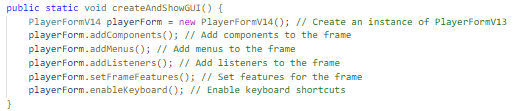 public static void createAndShowGUI() {
PlayerFormV14 playerForm = new PlayerFormV14(); // Create an instance of PlayerFormV13
playerForm.addComponents(); // Add components to the frame
playerForm.addMenus(); // Add menus to the frame
playerForm.addListeners(); // Add listeners to the frame
playerForm.setFrameFeatures(); // Set features for the frame
playerForm.enableKeyboard(); // Enable keyboard shortcuts
}